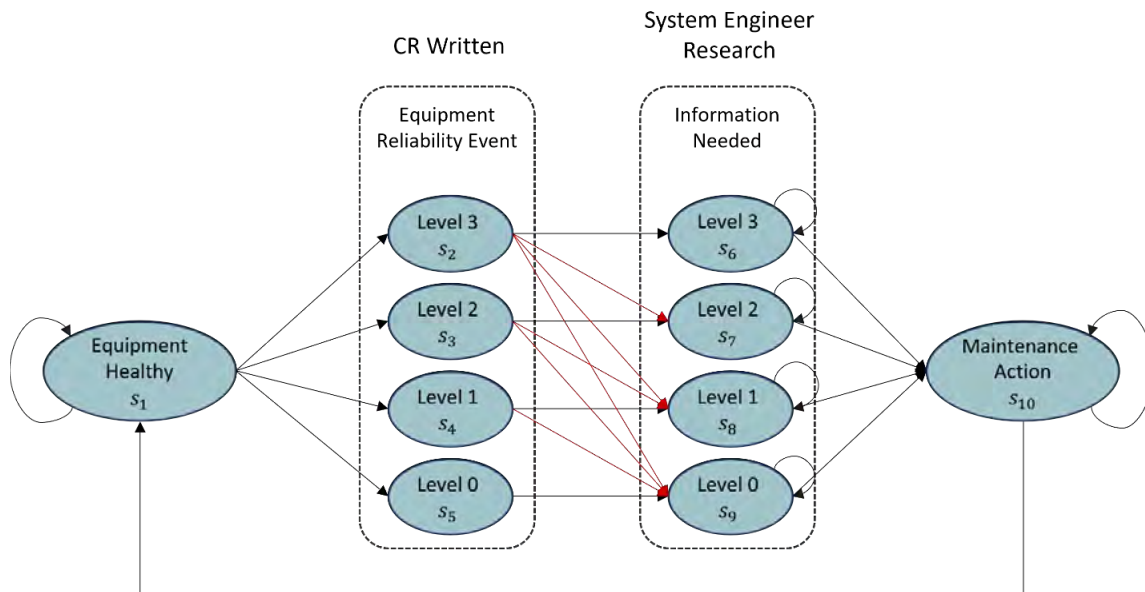 CR Written
System Engineer
Research
Equipment
Reliability Event
Information
Needed
Level 3
s₂
Level 3
s₆
Level 2
s₃
Level 2
s₇
Equipment
Healthy
s₁
Maintenance
Action
s₁₀
Level 1
s₄
Level 1
s₈
Level 0
s₅
Level 0
s₉